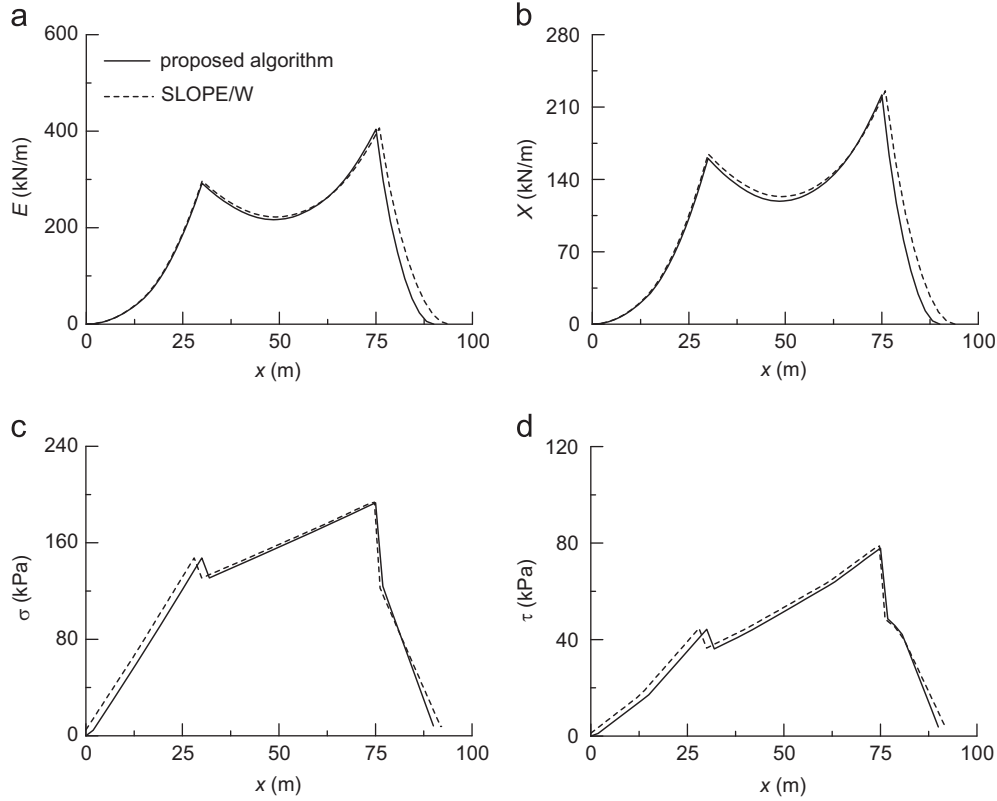 a
600
400
200
0
E (kN/m)
proposed algorithm
SLOPE/W
0 25 50 75 100
x (m)
b
280
210
140
70
0
X (kN/m)
0 25 50 75 100
x (m)
c
240
160
80
0
σ (kPa)
0 25 50 75 100
x (m)
d
120
80
40
0
τ (kPa)
0 25 50 75 100
x (m)